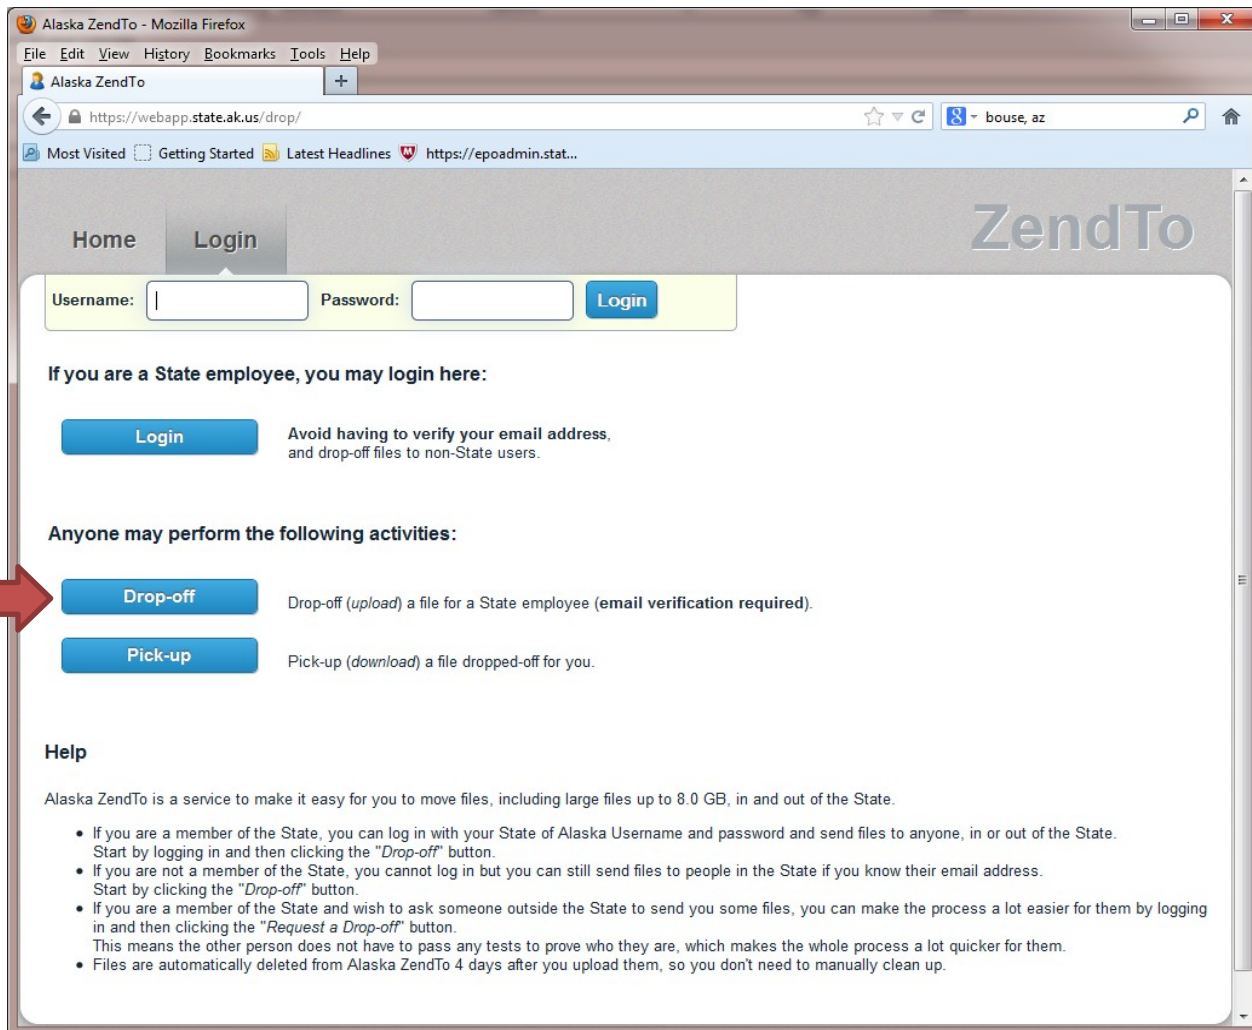 Alaska ZendTo - Mozilla Firefox
File Edit View History Bookmarks Tools Help
Alaska ZendTo
https://webapp.state.ak.us/drop/
bouse, az
Most Visited Getting Started Latest Headlines https://epoadmin.stat...
ZendTo
Home Login
Username: Password: Login
If you are a State employee, you may login here:
Login Avoid having to verify your email address,
and drop-off files to non-State users.
Anyone may perform the following activities:
Drop-off Drop-off (upload) a file for a State employee (email verification required).
Pick-up Pick-up (download) a file dropped-off for you.
Help
Alaska ZendTo is a service to make it easy for you to move files, including large files up to 8.0 GB, in and out of the State.
• If you are a member of the State, you can log in with your State of Alaska Username and password and send files to anyone, in or out of the State.
Start by logging in and then clicking the "Drop-off" button.
• If you are not a member of the State, you cannot log in but you can still send files to people in the State if you know their email address.
Start by clicking the "Drop-off" button.
• If you are a member of the State and wish to ask someone outside the State to send you some files, you can make the process a lot easier for them by logging
in and then clicking the "Request a Drop-off" button.
This means the other person does not have to pass any tests to prove who they are, which makes the whole process a lot quicker for them.
• Files are automatically deleted from Alaska ZendTo 4 days after you upload them, so you don't need to manually clean up.